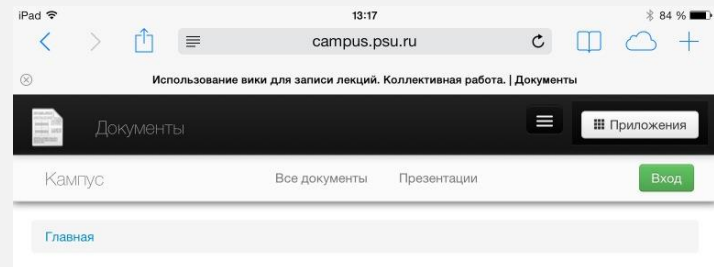 iPad 13:17 84 %
campus.psu.ru
Использование вики для записи лекций. Коллективная работа. | Документы
Документы Приложения
Кампус Все документы Презентации Вход
Главная